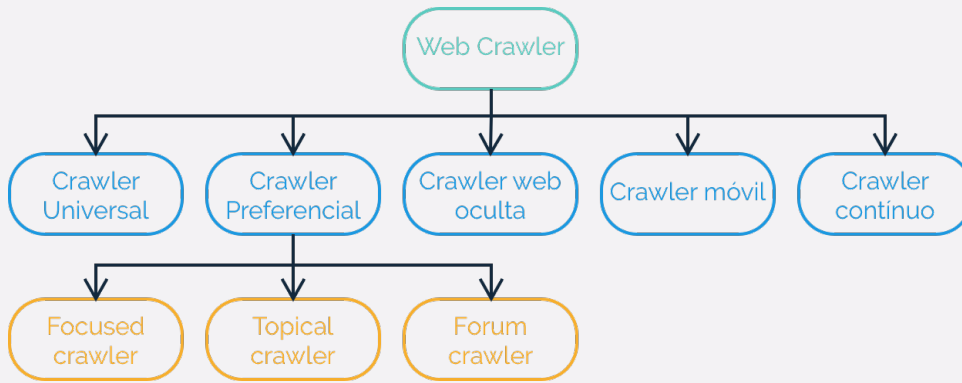 Web Crawler
Crawler
Universal
Crawler
Preferencial
Crawler web
oculta
Crawler móvil
Crawler
contínuo
Focused
crawler
Topical
crawler
Forum
crawler